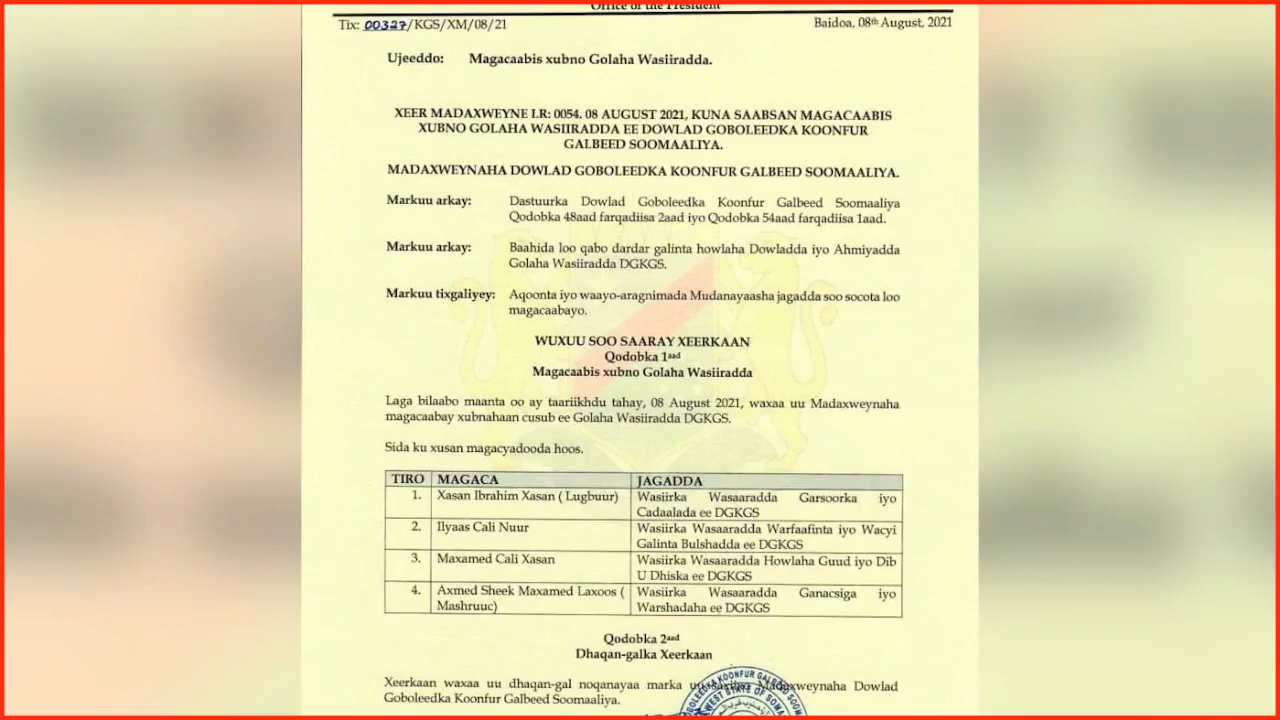 Office of the President
Tix: 00327/KGS/XM/08/21
Baidoa, 08th August, 2021
Ujeeddo: Magacaabis xubno Golaha Wasiiradda.
XEER MADAXWEYNE LR: 0054. 08 AUGUST 2021, KUNA SAABSAN MAGACAABIS
XUBNO GOLAHA WASIIRADDA EE DOWLAD GOBOLEEDKA KOONFUR
GALBEED SOOMAALIYA.
MADAXWEYNAHA DOWLAD GOBOLEEDKA KOONFUR GALBEED SOOMAALIYA.
Markuu arkay: Dastuurka Dowlad Goboleedka Koonfur Galbeed Soomaaliya
Qodobka 48aad farqadiisa 2aad iyo Qodobka 54aad farqadiisa 1aad.
Markuu arkay: Baahida loo qabo dardar galinta howlaha Dowladda iyo Ahmiyadda
Golaha Wasiiradda DGKGS.
Markuu tixgaliyey: Aqoonta iyo waayo-aragnimada Mudanayaasha jagadda soo socota loo
magacaabayo.
WUXUU SOO SAARAY XEERKAAN
Qodobka 1aad
Magacaabis xubno Golaha Wasiiradda
Laga bilaabo maanta oo ay taariikhdu tahay, 08 August 2021, waxaa uu Madaxweynaha
magacaabay xubnahaan cusub ee Golaha Wasiiradda DGKGS.
Sida ku xusan magacyadooda hoos.
TIRO MAGACA JAGADDA
1. Xasan Ibrahim Xasan ( Lugbuur) Wasiirka Wasaaradda Garsoorka iyo
Cadaalada ee DGKGS
2. Ilyaas Cali Nuur Wasiirka Wasaaradda Warfaafinta iyo Wacyi
Galinta Bulshadda ee DGKGS
3. Maxamed Cali Xasan Wasiirka Wasaaradda Howlaha Guud iyo Dib
U Dhiska ee DGKGS
4. Axmed Sheek Maxamed Laxoos ( Wasiirka Wasaaradda Ganacsiga iyo
Mashruuc) Warshadaha ee DGKGS
Qodobka 2aad
Dhaqan-galka Xeerkaan
Xeerkaan waxaa uu dhaqan-gal noqanayaa marka uu Madaxweynaha Dowlad
Goboleedka Koonfur Galbeed Soomaaliya.